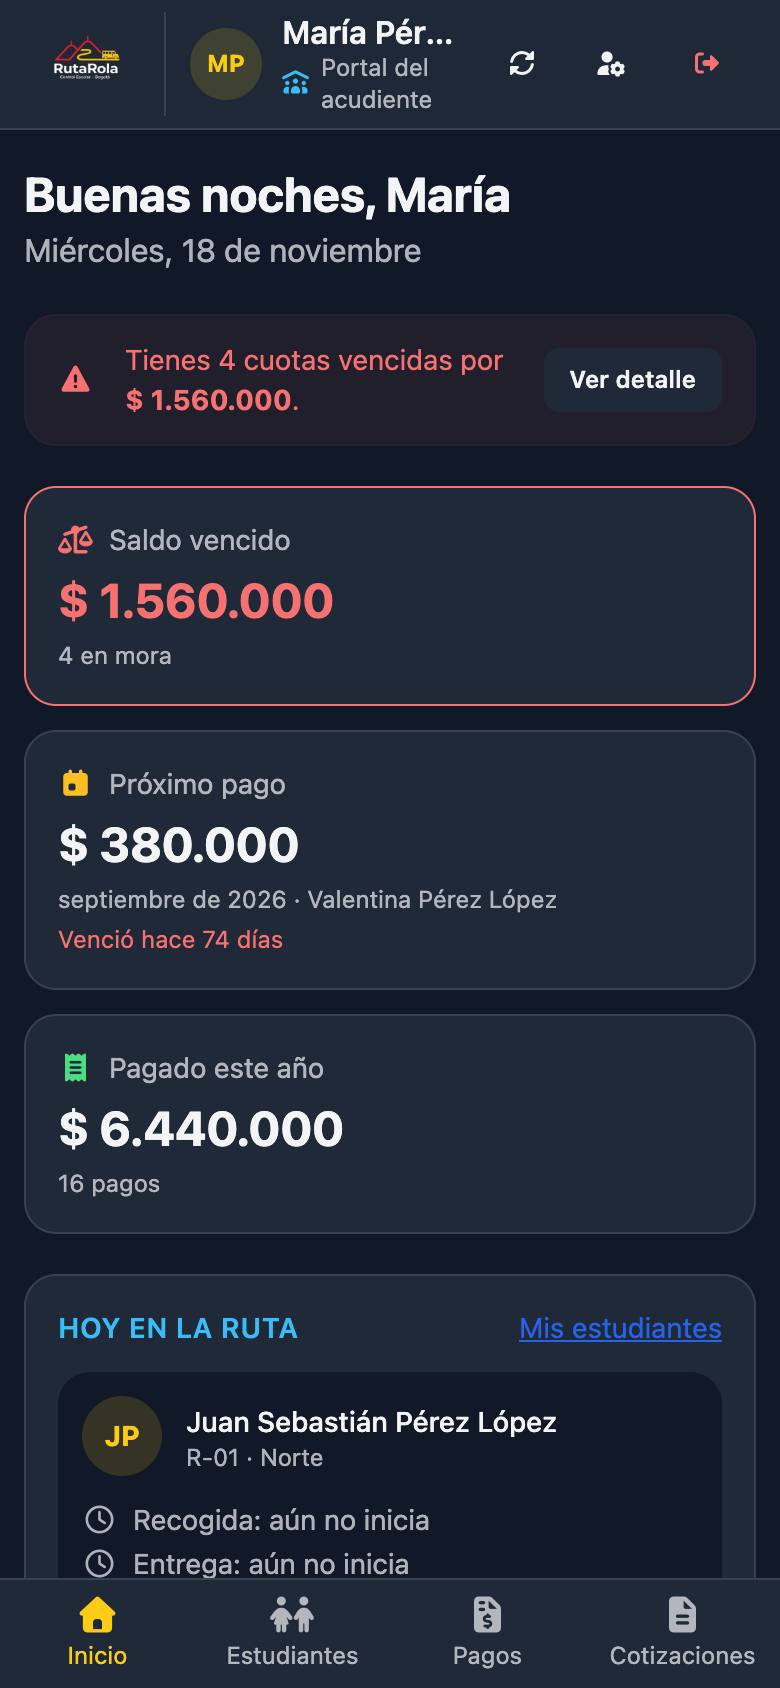 RutaRola
Control Escolar · Bogotá
MP
María Pér...
Portal del
acudiente
Buenas noches, María
Miércoles, 18 de noviembre
Tienes 4 cuotas vencidas por
$ 1.560.000.
Ver detalle
Saldo vencido
$ 1.560.000
4 en mora
Próximo pago
$ 380.000
septiembre de 2026 · Valentina Pérez López
Venció hace 74 días
Pagado este año
$ 6.440.000
16 pagos
HOY EN LA RUTA
Mis estudiantes
JP
Juan Sebastián Pérez López
R-01 · Norte
Recogida: aún no inicia
Entrega: aún no inicia
Inicio
Estudiantes
Pagos
Cotizaciones